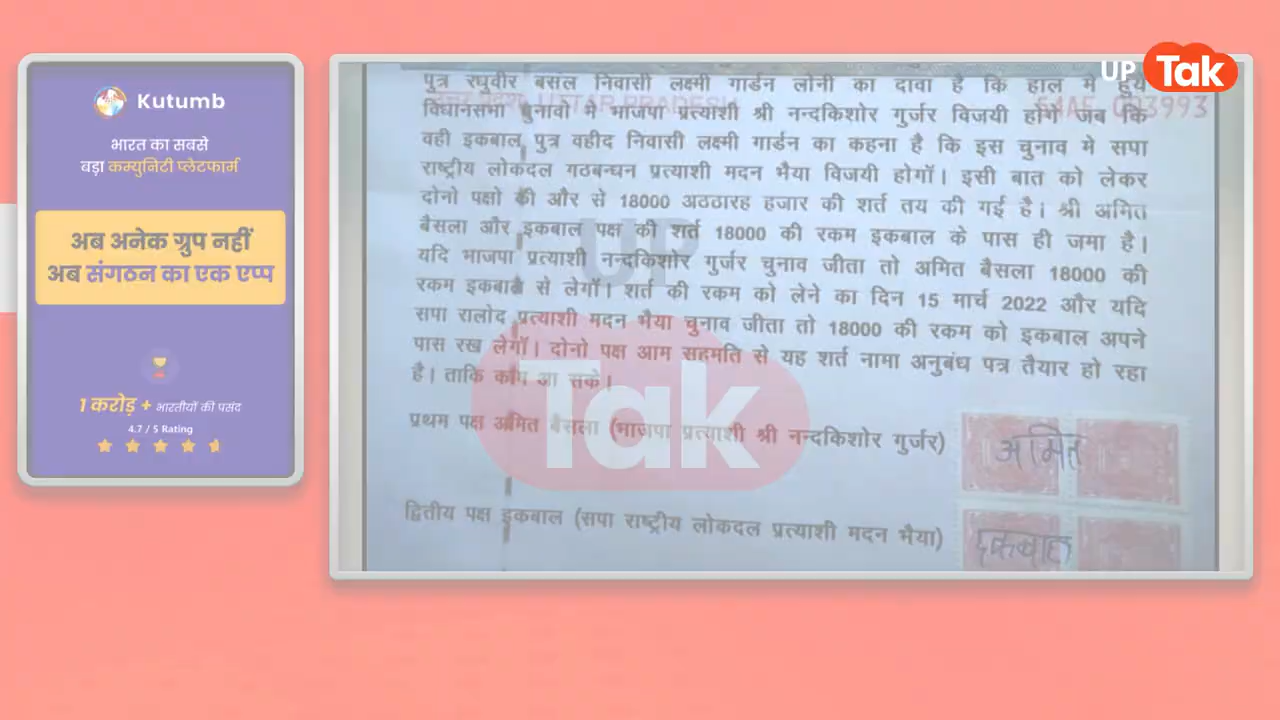 UP Tak
Kutumb
भारत का सबसे
बड़ा कम्युनिटी प्लेटफार्म
अब अनेक ग्रुप नहीं
अब संगठन का एक एप्प
1 करोड़ + भारतीयों की पसंद
4.7 / 5 Rating
पुत्र रघुवीर बसल निवासी लक्ष्मी गार्डन लोनी का दावा है कि हाल मे हुये
विधानसभा चुनावो मे भाजपा प्रत्याशी श्री नन्दकिशोर गुर्जर विजयी होगे जब कि
वही इकबाल पुत्र वहीद निवासी लक्ष्मी गार्डन का कहना है कि इस चुनाव मे सपा
राष्ट्रीय लोकदल गठबन्धन प्रत्याशी मदन भैया विजयी होगॉ। इसी बात को लेकर
दोनो पक्षो की और से 18000 अठठारह हजार की शर्त तय की गई है। श्री अमित
बैसला और इकबाल पक्ष की शर्त 18000 की रकम इकबाल के पास ही जमा है।
यदि भाजपा प्रत्याशी नन्दकिशोर गुर्जर चुनाव जीता तो अमित बैसला 18000 की
रकम इकबाल से लेगॉ। शर्त की रकम को लेने का दिन 15 मार्च 2022 और यदि
सपा रालोद प्रत्याशी मदन भैया चुनाव जीता तो 18000 की रकम को इकबाल अपने
पास रख लेगॉ। दोनो पक्ष आम सहमति से यह शर्त नामा अनुबंध पत्र तैयार हो रहा
है। ताकि काम आ सके।
प्रथम पक्ष अमित बैसला (भाजपा प्रत्याशी श्री नन्दकिशोर गुर्जर)
अमित
द्वितीय पक्ष इकबाल (सपा राष्ट्रीय लोकदल प्रत्याशी मदन भैया)
इकबाल
UP
Tak